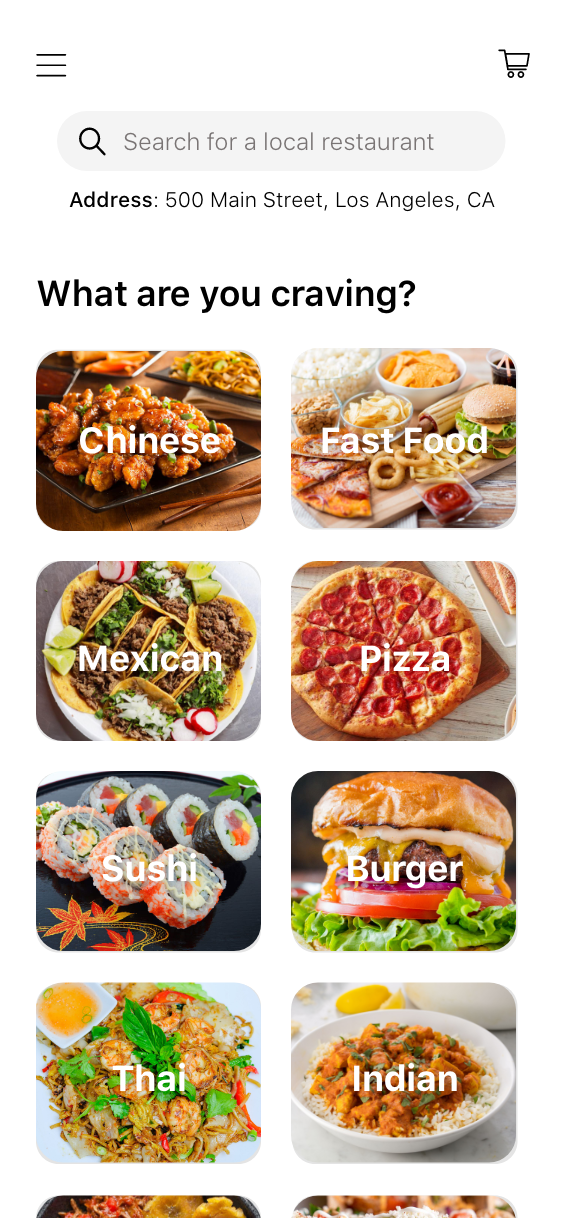 Search for a local restaurant
Address: 500 Main Street, Los Angeles, CA
What are you craving?
Chinese
Fast Food
Mexican
Pizza
Sushi
Burger
Thai
Indian